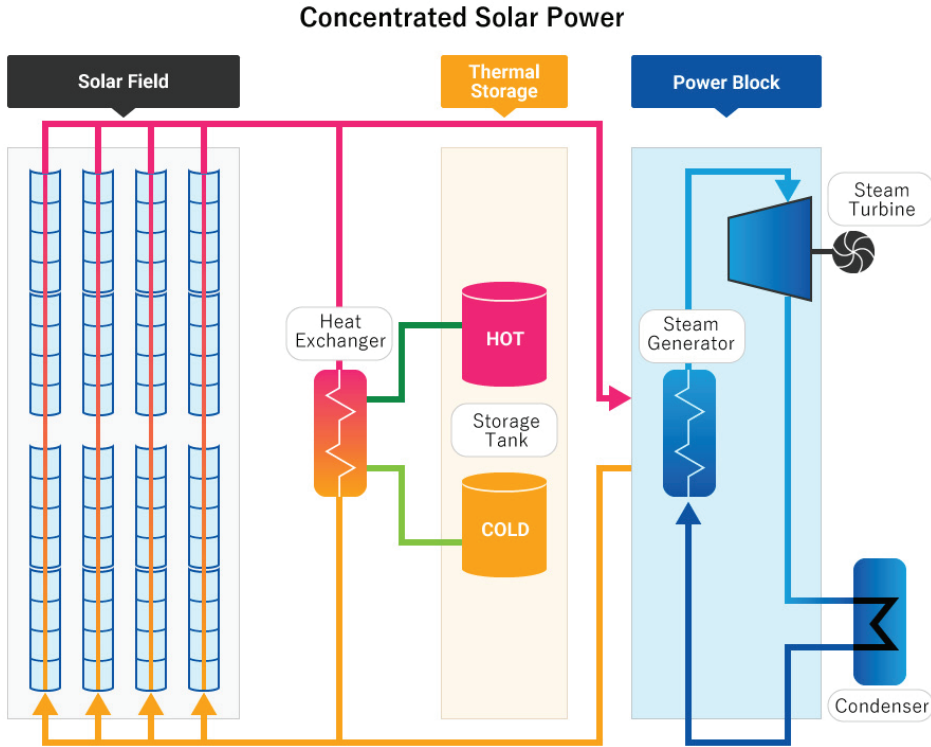 Concentrated Solar Power
Solar Field
Thermal
Storage
Power Block
Steam
Turbine
Heat
Exchanger
HOT
Steam
Generator
Storage
Tank
COLD
Condenser